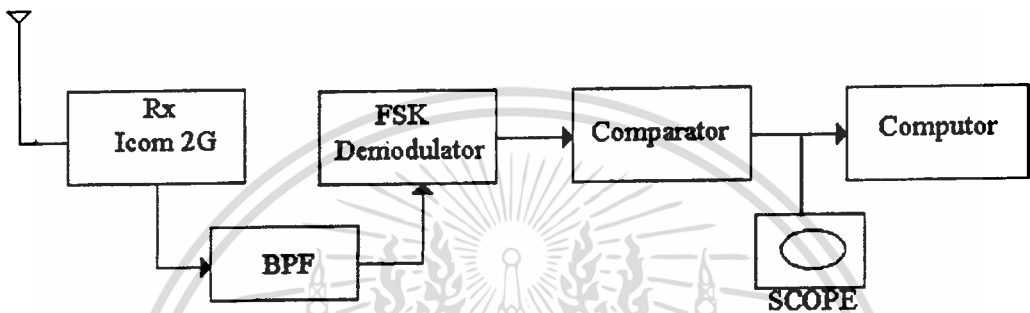 Rx
Icom 2G
BPF
FSK
Demodulator
Comparator
Computor
SCOPE